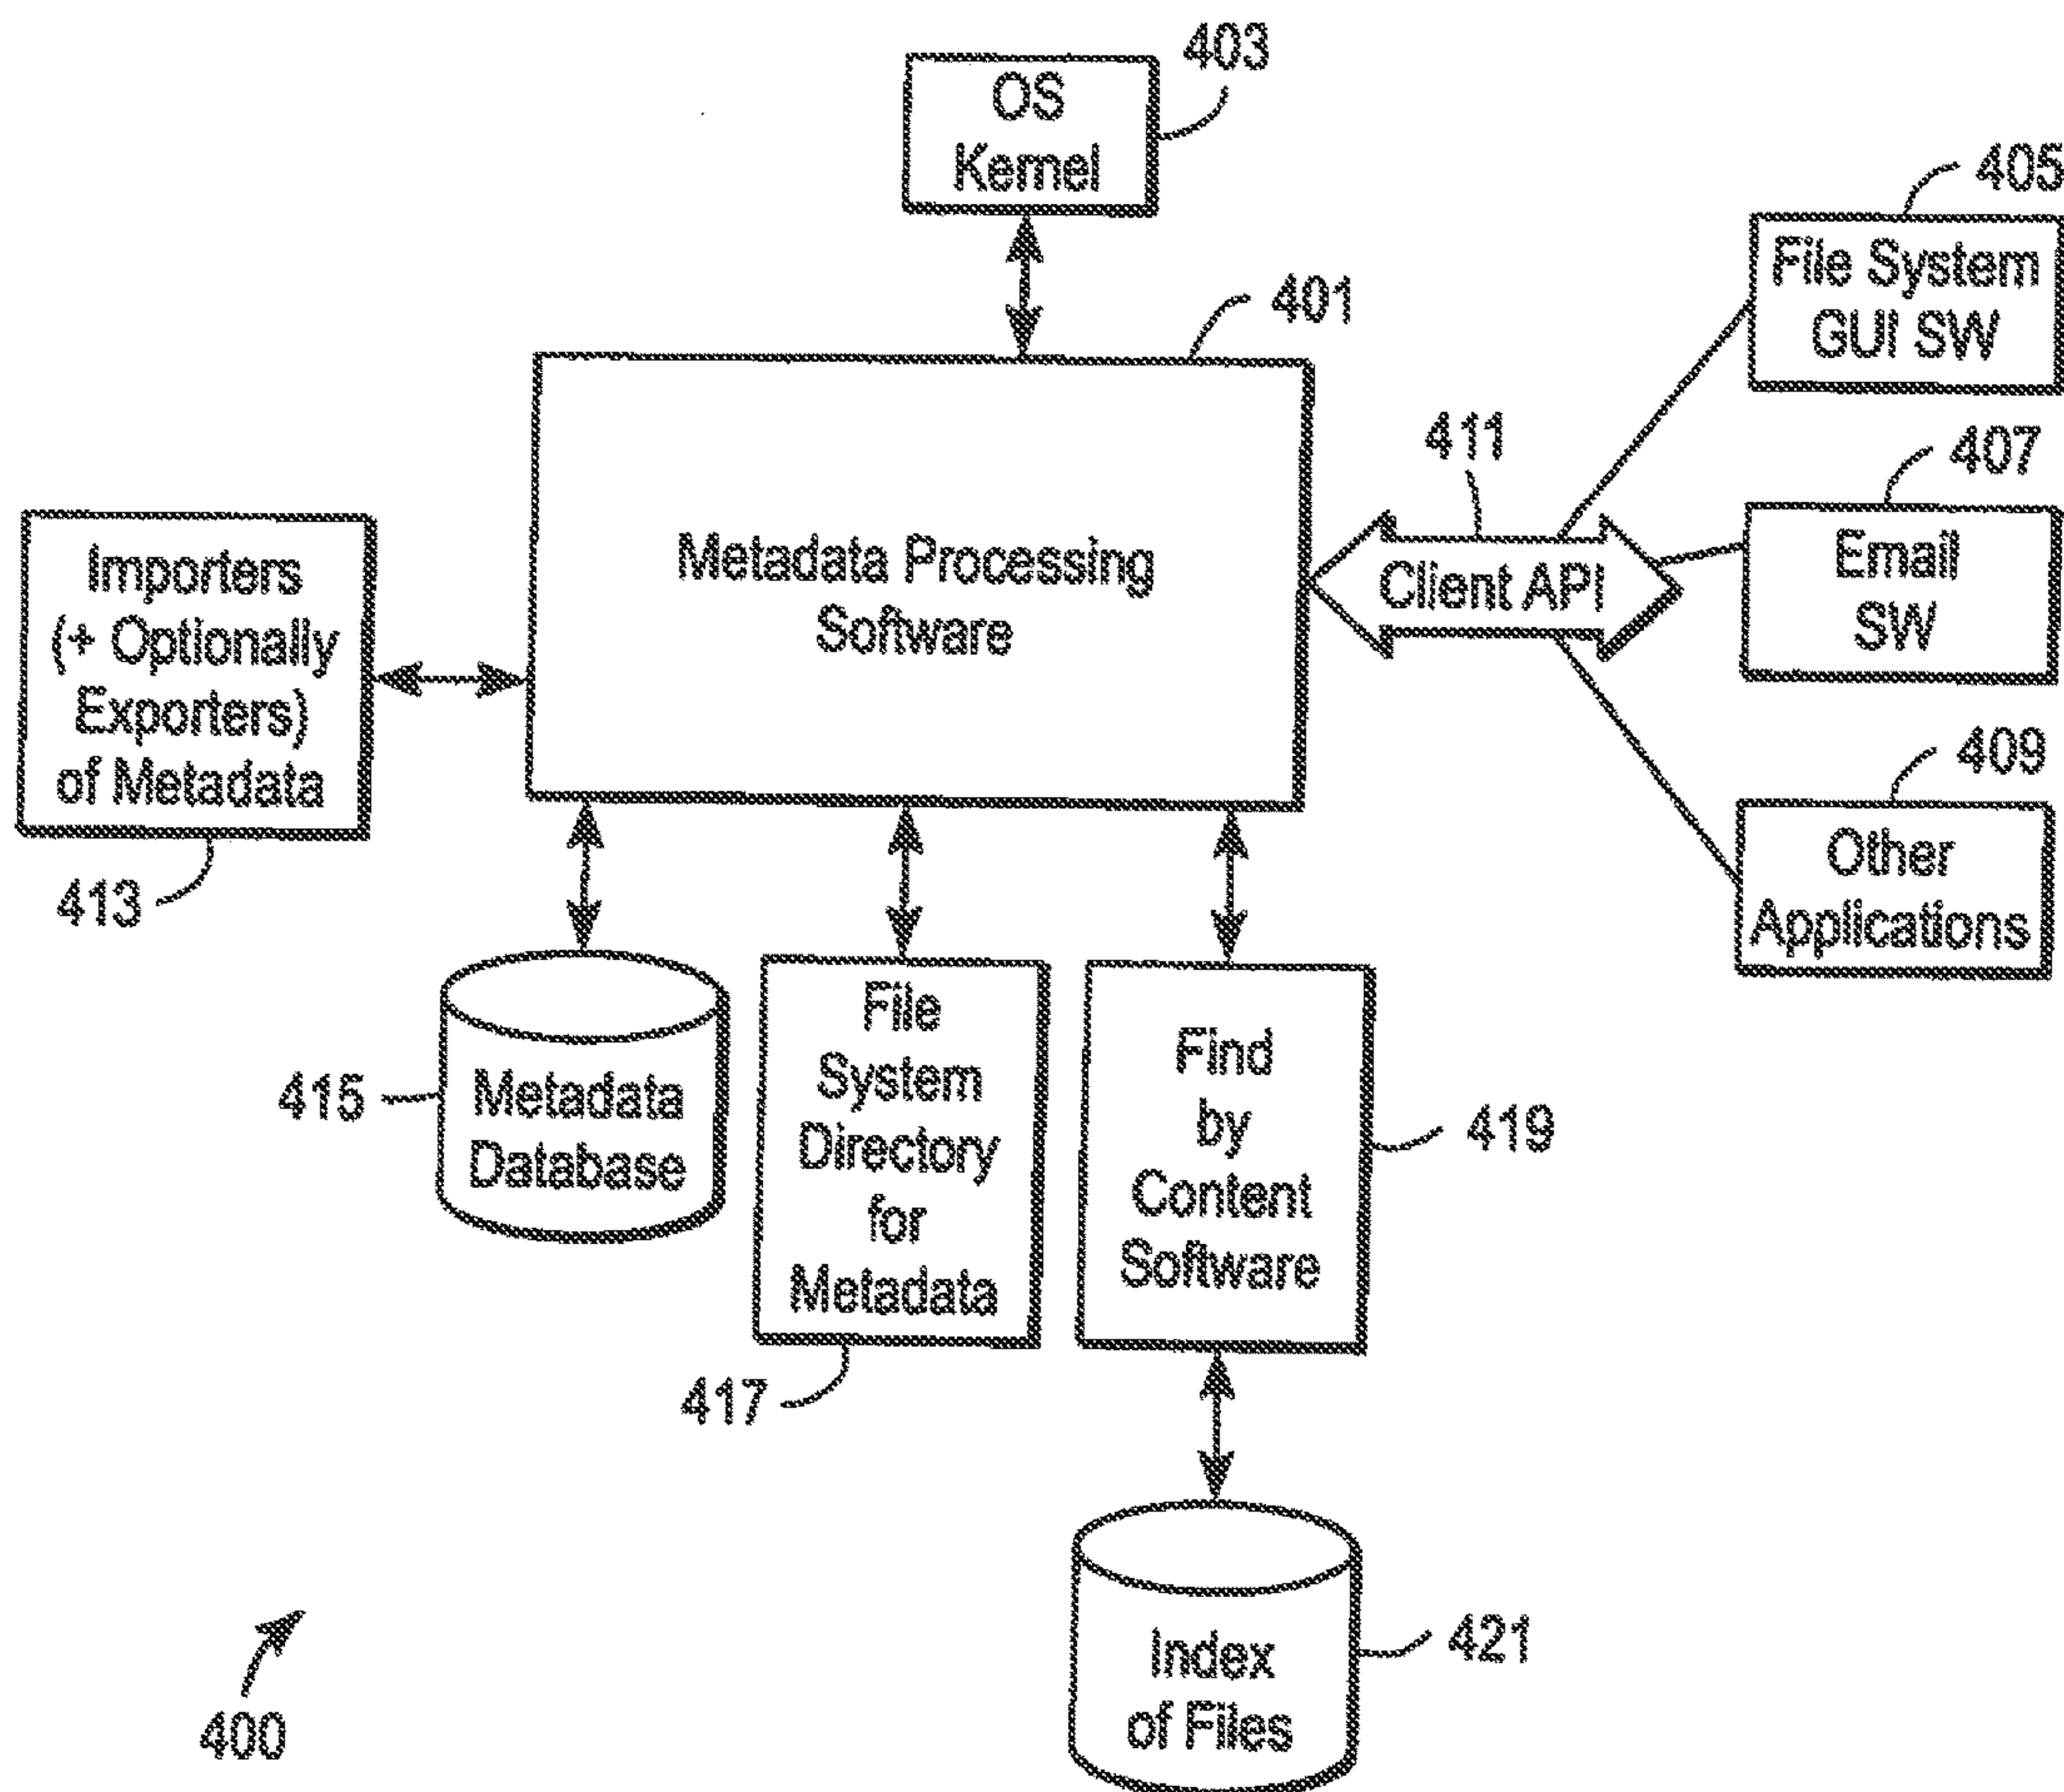 403
OS
Kernel
405
File System
GUI SW
401
411
407
Metadata Processing
Software
Client API
Email
SW
Importers
(+ Optionally
Exporters)
of Metadata
413
409
Other
Applications
415
Metadata
Database
File
System
Directory
for
Metadata
417
Find
by
Content
Software
419
Index
of Files
421
400